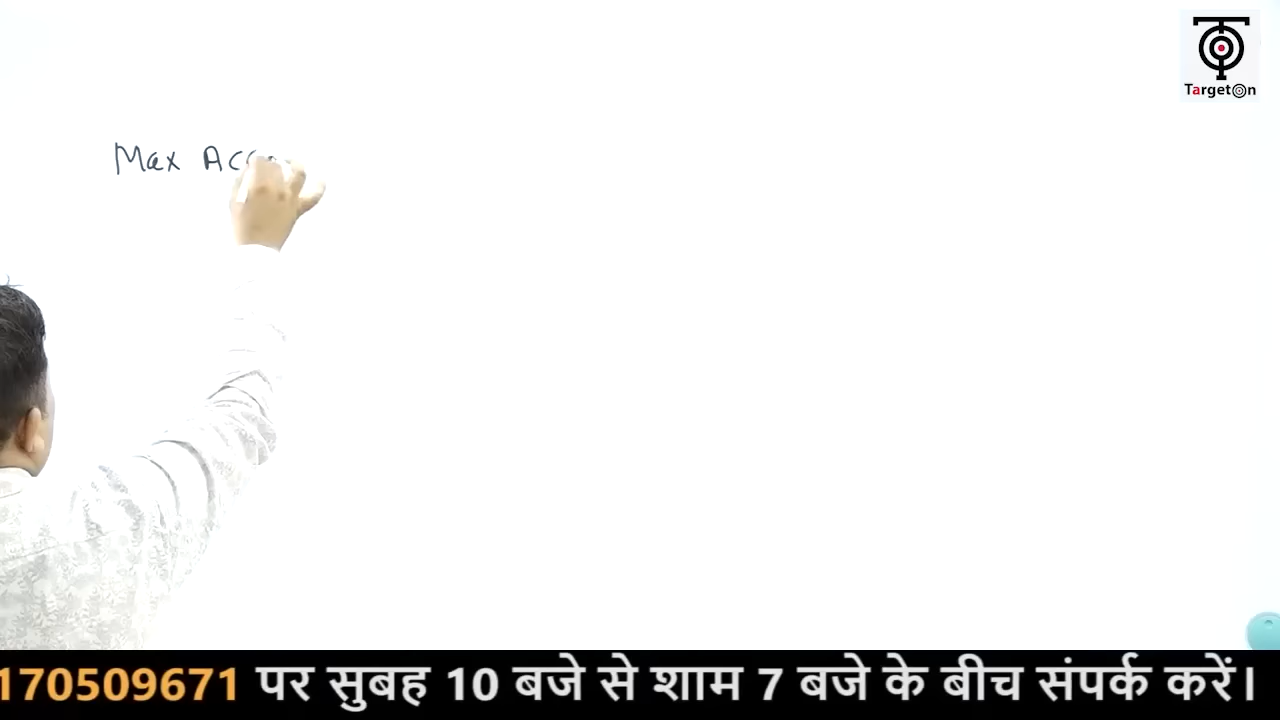 TargetOn
Max Acc
170509671 पर सुबह 10 बजे से शाम 7 बजे के बीच संपर्क करें।